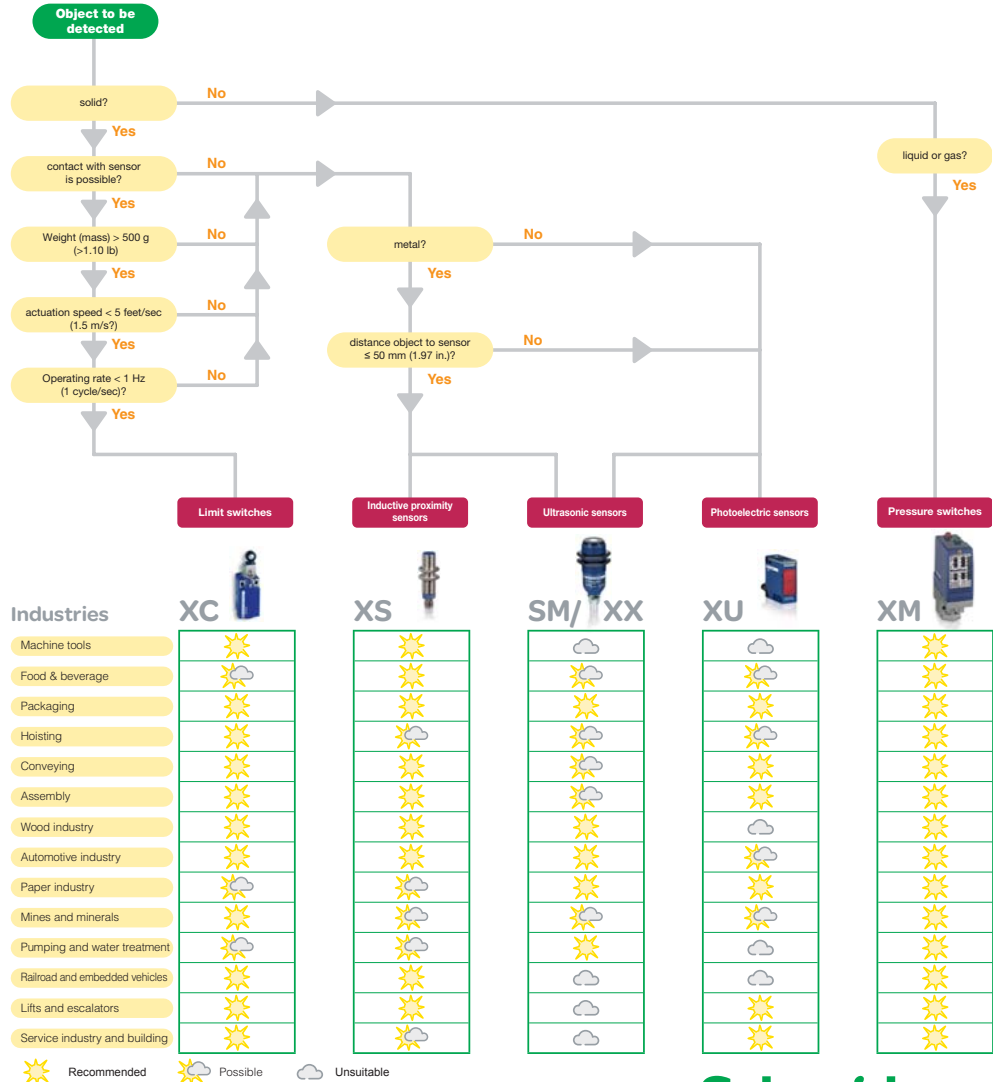 Object to be
detected
solid?
No
Yes
contact with sensor
is possible?
No
liquid or gas?
Yes
Yes
Weight (mass) > 500 g
(>1.10 lb)
No
metal?
No
Yes
Yes
actuation speed < 5 feet/sec
(1.5 m/s?)
No
distance object to sensor
≤ 50 mm (1.97 in.)?
No
Yes
Yes
Operating rate < 1 Hz
(1 cycle/sec)?
No
Yes
Limit switches
Inductive proximity
sensors
Ultrasonic sensors
Photoelectric sensors
Pressure switches
Industries
XC
XS
SM/ XX
XU
XM
Machine tools
Food & beverage
Packaging
Hoisting
Conveying
Assembly
Wood industry
Automotive industry
Paper industry
Mines and minerals
Pumping and water treatment
Railroad and embedded vehicles
Lifts and escalators
Service industry and building
Recommended
Possible
Unsuitable